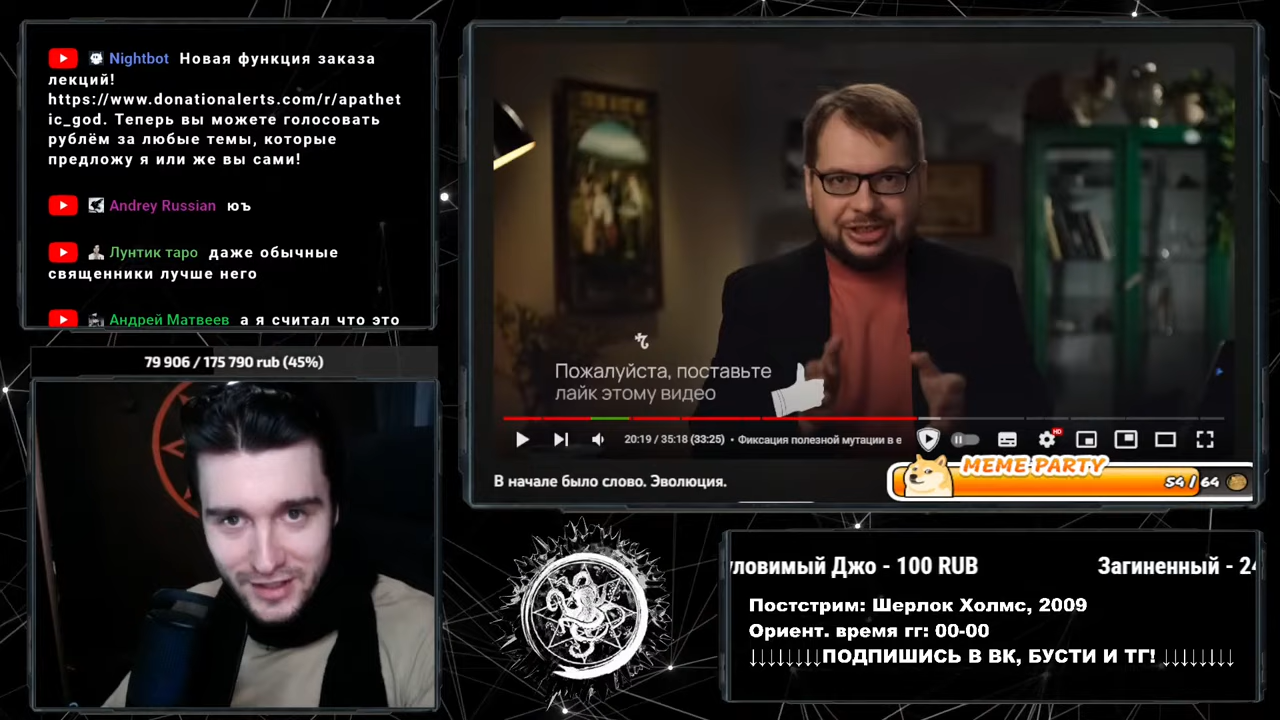 Nightbot Новая функция заказа
лекций!
https://www.donationalerts.com/r/apathet
ic_god. Теперь вы можете голосовать
рублём за любые темы, которые
предложу я или же вы сами!
Andrey Russian юъ
Лунтик таро даже обычные
священники лучше него
Андрей Матвеев а я считал что это
79 906 / 175 790 rub (45%)
Пожалуйста, поставьте
лайк этому видео
20:19 / 35:18 (33:25) • Фиксация полезной мутации в е
HD
В начале было слово. Эволюция.
MEME PARTY
54 / 64
уловимый Джо - 100 RUB Загиненный - 24
Постстрим: Шерлок Холмс, 2009
Ориент. время гг: 00-00
↓↓↓↓↓↓↓↓ПОДПИШИСЬ В ВК, БУСТИ И ТГ! ↓↓↓↓↓↓↓↓